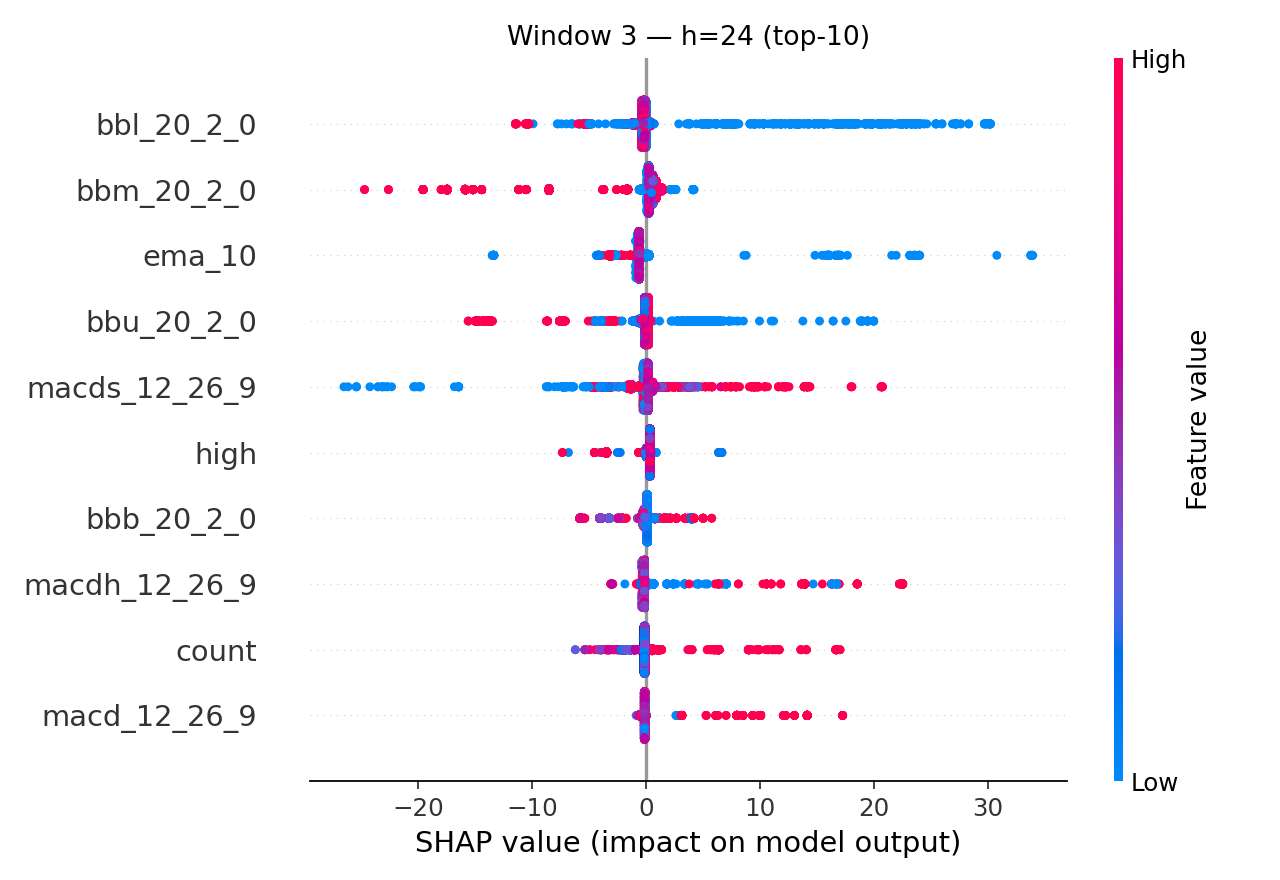 Window 3 — h=24 (top-10)
High
bbl_20_2_0
bbm_20_2_0
ema_10
bbu_20_2_0
macds_12_26_9
high
bbb_20_2_0
macdh_12_26_9
count
macd_12_26_9
Feature value
Low
−20 −10 0 10 20 30
SHAP value (impact on model output)